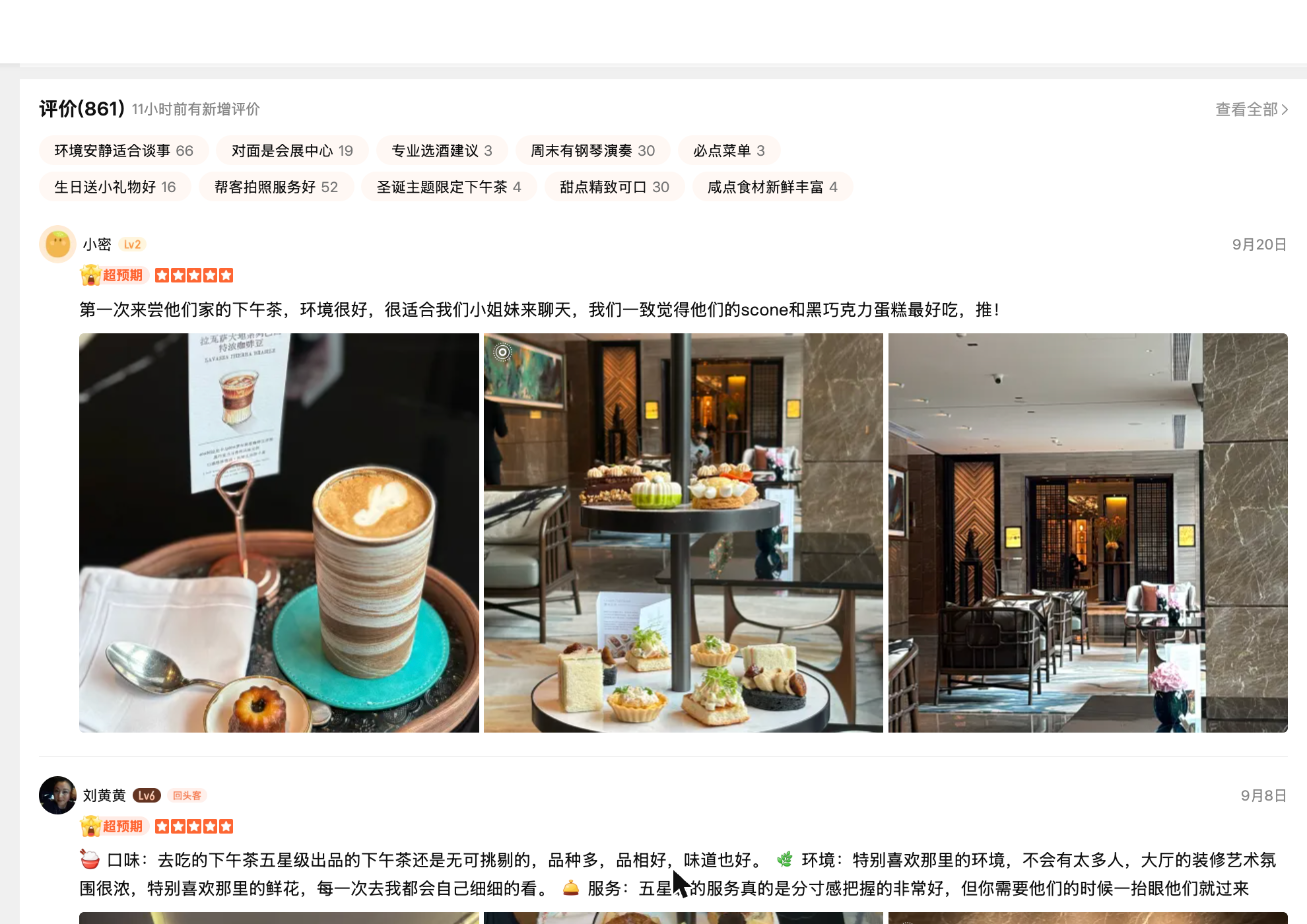 评价(861) 11小时前有新增评价 查看全部
环境安静适合谈事 66 对面是会展中心 19 专业选酒建议 3 周末有钢琴演奏 30 必点菜单 3
生日送小礼物好 16 帮客拍照服务好 52 圣诞主题限定下午茶 4 甜点精致可口 30 咸点食材新鲜丰富 4
小密 Lv2 9月20日
超预期
第一次来尝他们家的下午茶，环境很好，很适合我们小姐妹来聊天，我们一致觉得他们的scone和黑巧克力蛋糕最好吃，推！
特浓咖啡豆
刘黄黄 Lv6 回头客 9月8日
超预期
口味：去吃的下午茶五星级出品的下午茶还是无可挑剔的，品种多，品相好，味道也好。 环境：特别喜欢那里的环境，不会有太多人，大厅的装修艺术氛
围很浓，特别喜欢那里的鲜花，每一次去我都会自己细细的看。 服务：五星的服务真的是分寸感把握的非常好，但你需要他们的时候一抬眼他们就过来